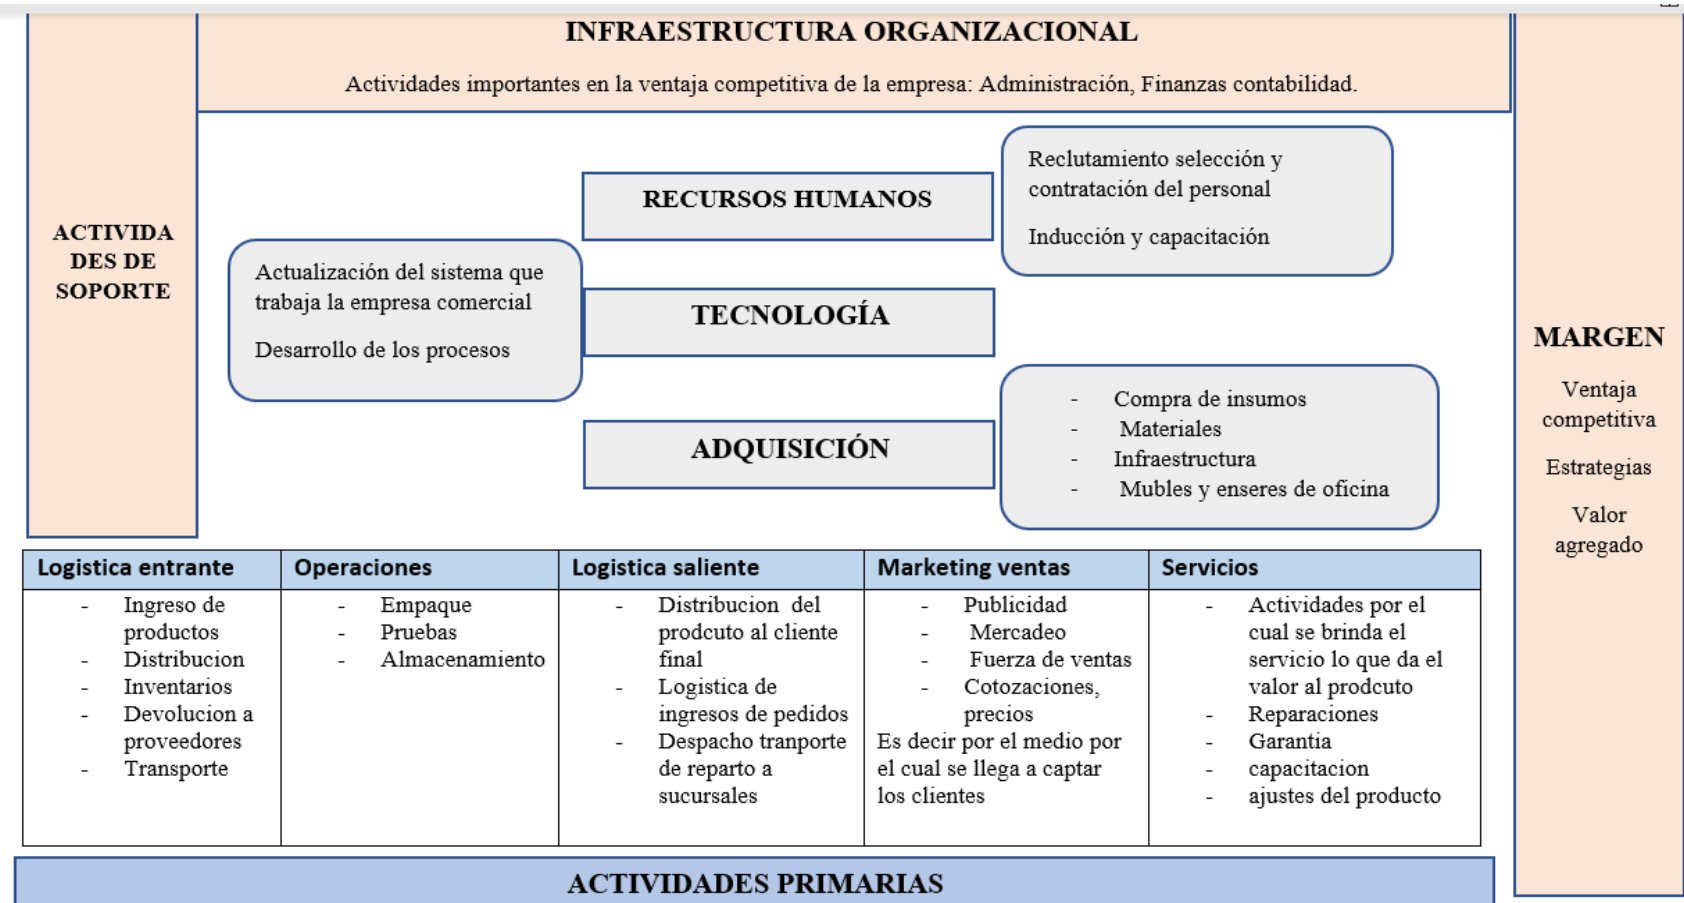 INFRAESTRUCTURA ORGANIZACIONAL
Actividades importantes en la ventaja competitiva de la empresa: Administración, Finanzas contabilidad.
ACTIVIDA
DES DE
SOPORTE
RECURSOS HUMANOS
Reclutamiento selección y
contratación del personal
Inducción y capacitación
Actualización del sistema que
trabaja la empresa comercial
Desarrollo de los procesos
TECNOLOGÍA
ADQUISICIÓN
- Compra de insumos
- Materiales
- Infraestructura
- Mubles y enseres de oficina
MARGEN
Ventaja
competitiva
Estrategias
Valor
agregado
Logistica entrante
- Ingreso de
productos
- Distribucion
- Inventarios
- Devolucion a
proveedores
- Transporte
Operaciones
- Empaque
- Pruebas
- Almacenamiento
Logistica saliente
- Distribucion del
prodcuto al cliente
final
- Logistica de
ingresos de pedidos
- Despacho tranporte
de reparto a
sucursales
Marketing ventas
- Publicidad
- Mercadeo
- Fuerza de ventas
- Cotozaciones,
precios
Es decir por el medio por
el cual se llega a captar
los clientes
Servicios
- Actividades por el
cual se brinda el
servicio lo que da el
valor al prodcuto
- Reparaciones
- Garantia
- capacitacion
- ajustes del producto
ACTIVIDADES PRIMARIAS